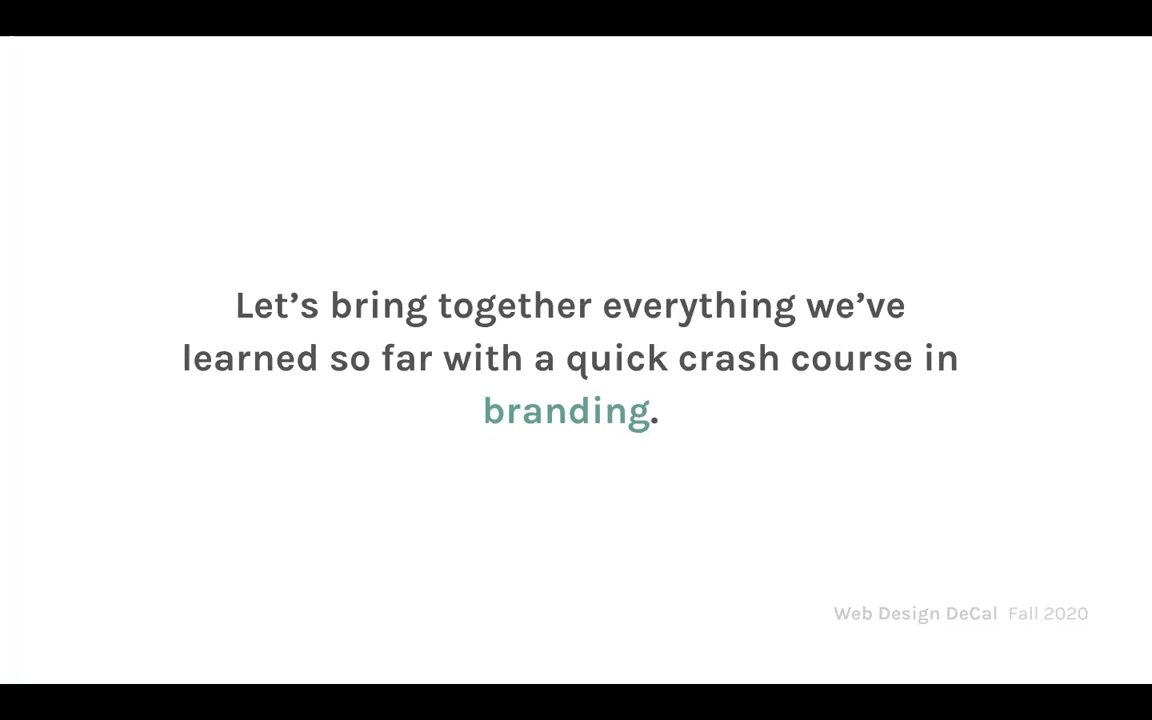 Let’s bring together everything we’ve
learned so far with a quick crash course in
branding.
Web Design DeCal Fall 2020